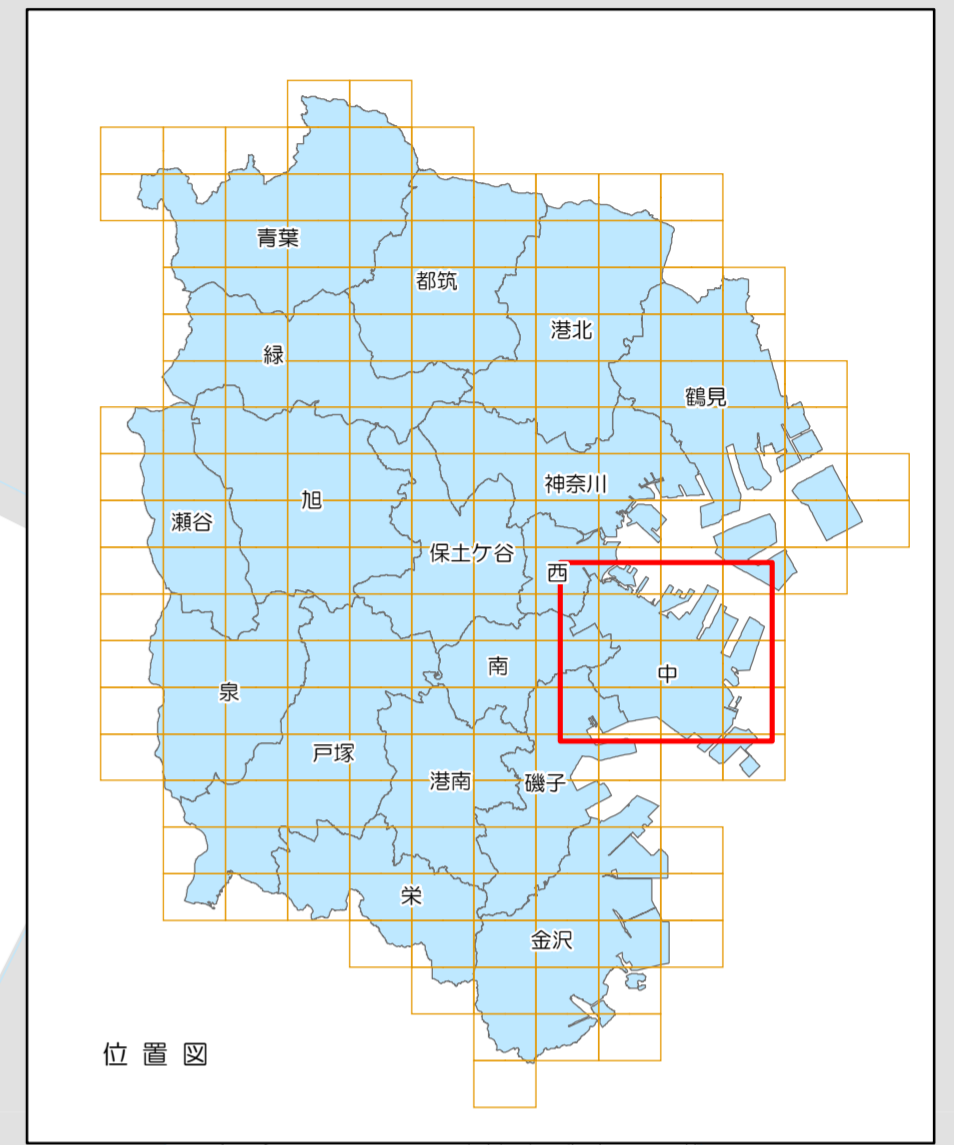 青葉
都筑
港北
緑
鶴見
神奈川
旭
瀬谷
保土ケ谷
西
南
中
泉
戸塚
港南
磯子
栄
金沢
位置図